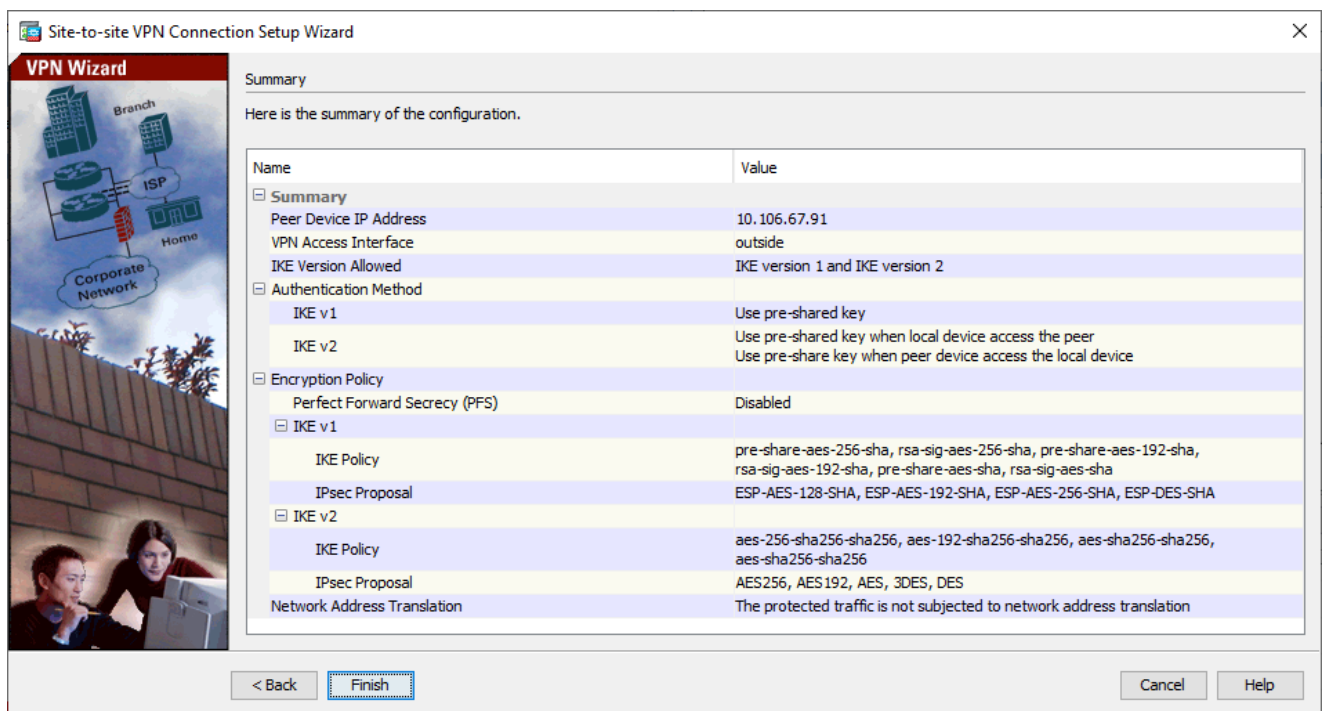 Site-to-site VPN Connection Setup Wizard
VPN Wizard
Branch
ISP
Home
Corporate
Network
Summary
Here is the summary of the configuration.
Name Value
Summary
Peer Device IP Address 10.106.67.91
VPN Access Interface outside
IKE Version Allowed IKE version 1 and IKE version 2
Authentication Method
IKE v1 Use pre-shared key
IKE v2 Use pre-shared key when local device access the peer
Use pre-share key when peer device access the local device
Encryption Policy
Perfect Forward Secrecy (PFS) Disabled
IKE v1
IKE Policy pre-share-aes-256-sha, rsa-sig-aes-256-sha, pre-share-aes-192-sha,
rsa-sig-aes-192-sha, pre-share-aes-sha, rsa-sig-aes-sha
IPsec Proposal ESP-AES-128-SHA, ESP-AES-192-SHA, ESP-AES-256-SHA, ESP-DES-SHA
IKE v2
IKE Policy aes-256-sha256-sha256, aes-192-sha256-sha256, aes-sha256-sha256,
aes-sha256-sha256
IPsec Proposal AES256, AES192, AES, 3DES, DES
Network Address Translation The protected traffic is not subjected to network address translation
< Back Finish Cancel Help